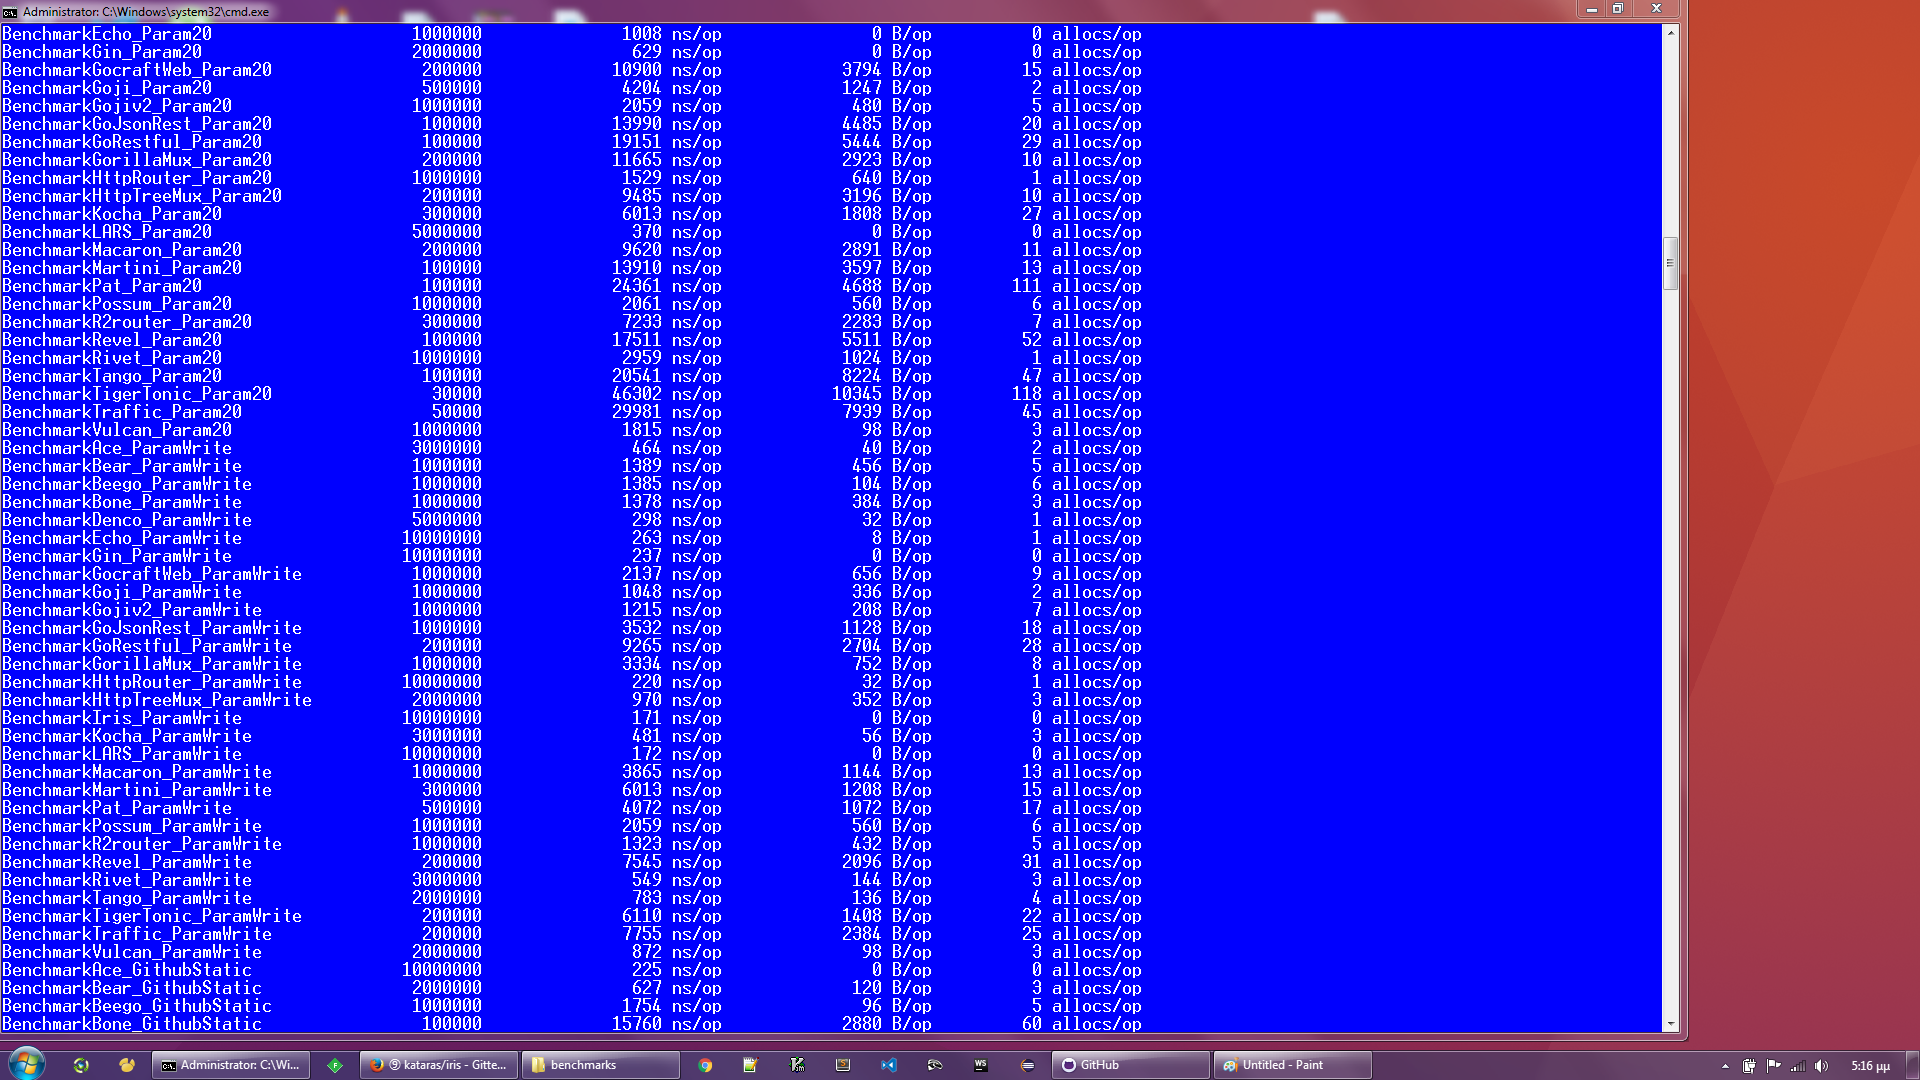 Administrator: C:\Windows\system32\cmd.exe
BenchmarkEcho_Param20 1000000 1008 ns/op 0 B/op 0 allocs/op
BenchmarkGin_Param20 2000000 629 ns/op 0 B/op 0 allocs/op
BenchmarkGocraftWeb_Param20 200000 10900 ns/op 3794 B/op 15 allocs/op
BenchmarkGoji_Param20 500000 4204 ns/op 1247 B/op 2 allocs/op
BenchmarkGojiv2_Param20 1000000 2059 ns/op 480 B/op 5 allocs/op
BenchmarkGoJsonRest_Param20 100000 13990 ns/op 4485 B/op 20 allocs/op
BenchmarkGoRestful_Param20 100000 19151 ns/op 5444 B/op 29 allocs/op
BenchmarkGorillaMux_Param20 200000 11665 ns/op 2923 B/op 10 allocs/op
BenchmarkHttpRouter_Param20 1000000 1529 ns/op 640 B/op 1 allocs/op
BenchmarkHttpTreeMux_Param20 200000 9485 ns/op 3196 B/op 10 allocs/op
BenchmarkKocha_Param20 300000 6013 ns/op 1808 B/op 27 allocs/op
BenchmarkLARS_Param20 5000000 370 ns/op 0 B/op 0 allocs/op
BenchmarkMacaron_Param20 200000 9620 ns/op 2891 B/op 11 allocs/op
BenchmarkMartini_Param20 100000 13910 ns/op 3597 B/op 13 allocs/op
BenchmarkPat_Param20 100000 24361 ns/op 4688 B/op 111 allocs/op
BenchmarkPossum_Param20 1000000 2061 ns/op 560 B/op 6 allocs/op
BenchmarkR2router_Param20 300000 7233 ns/op 2283 B/op 7 allocs/op
BenchmarkRevel_Param20 100000 17511 ns/op 5511 B/op 52 allocs/op
BenchmarkRivet_Param20 1000000 2959 ns/op 1024 B/op 1 allocs/op
BenchmarkTango_Param20 100000 20541 ns/op 8224 B/op 47 allocs/op
BenchmarkTigerTonic_Param20 30000 46302 ns/op 10345 B/op 118 allocs/op
BenchmarkTraffic_Param20 50000 29981 ns/op 7939 B/op 45 allocs/op
BenchmarkVulcan_Param20 1000000 1815 ns/op 98 B/op 3 allocs/op
BenchmarkAce_ParamWrite 3000000 464 ns/op 40 B/op 2 allocs/op
BenchmarkBear_ParamWrite 1000000 1389 ns/op 456 B/op 5 allocs/op
BenchmarkBeego_ParamWrite 1000000 1385 ns/op 104 B/op 6 allocs/op
BenchmarkBone_ParamWrite 1000000 1378 ns/op 384 B/op 3 allocs/op
BenchmarkDenco_ParamWrite 5000000 298 ns/op 32 B/op 1 allocs/op
BenchmarkEcho_ParamWrite 10000000 263 ns/op 8 B/op 1 allocs/op
BenchmarkGin_ParamWrite 10000000 237 ns/op 0 B/op 0 allocs/op
BenchmarkGocraftWeb_ParamWrite 1000000 2137 ns/op 656 B/op 9 allocs/op
BenchmarkGoji_ParamWrite 1000000 1048 ns/op 336 B/op 2 allocs/op
BenchmarkGojiv2_ParamWrite 1000000 1215 ns/op 208 B/op 7 allocs/op
BenchmarkGoJsonRest_ParamWrite 1000000 3532 ns/op 1128 B/op 18 allocs/op
BenchmarkGoRestful_ParamWrite 200000 9265 ns/op 2704 B/op 28 allocs/op
BenchmarkGorillaMux_ParamWrite 1000000 3334 ns/op 752 B/op 8 allocs/op
BenchmarkHttpRouter_ParamWrite 10000000 220 ns/op 32 B/op 1 allocs/op
BenchmarkHttpTreeMux_ParamWrite 2000000 970 ns/op 352 B/op 3 allocs/op
BenchmarkIris_ParamWrite 10000000 171 ns/op 0 B/op 0 allocs/op
BenchmarkKocha_ParamWrite 3000000 481 ns/op 56 B/op 3 allocs/op
BenchmarkLARS_ParamWrite 10000000 172 ns/op 0 B/op 0 allocs/op
BenchmarkMacaron_ParamWrite 1000000 3865 ns/op 1144 B/op 13 allocs/op
BenchmarkMartini_ParamWrite 300000 6013 ns/op 1208 B/op 15 allocs/op
BenchmarkPat_ParamWrite 500000 4072 ns/op 1072 B/op 17 allocs/op
BenchmarkPossum_ParamWrite 1000000 2059 ns/op 560 B/op 6 allocs/op
BenchmarkR2router_ParamWrite 1000000 1323 ns/op 432 B/op 5 allocs/op
BenchmarkRevel_ParamWrite 200000 7545 ns/op 2096 B/op 31 allocs/op
BenchmarkRivet_ParamWrite 3000000 549 ns/op 144 B/op 3 allocs/op
BenchmarkTango_ParamWrite 2000000 783 ns/op 136 B/op 4 allocs/op
BenchmarkTigerTonic_ParamWrite 200000 6110 ns/op 1408 B/op 22 allocs/op
BenchmarkTraffic_ParamWrite 200000 7755 ns/op 2384 B/op 25 allocs/op
BenchmarkVulcan_ParamWrite 2000000 872 ns/op 98 B/op 3 allocs/op
BenchmarkAce_GithubStatic 10000000 225 ns/op 0 B/op 0 allocs/op
BenchmarkBear_GithubStatic 2000000 627 ns/op 120 B/op 3 allocs/op
BenchmarkBeego_GithubStatic 1000000 1754 ns/op 96 B/op 5 allocs/op
BenchmarkBone_GithubStatic 100000 15760 ns/op 2880 B/op 60 allocs/op
Administrator: C:\Wi... kataras/iris - Gitte... benchmarks WS GitHub Untitled - Paint 5:16 μμ